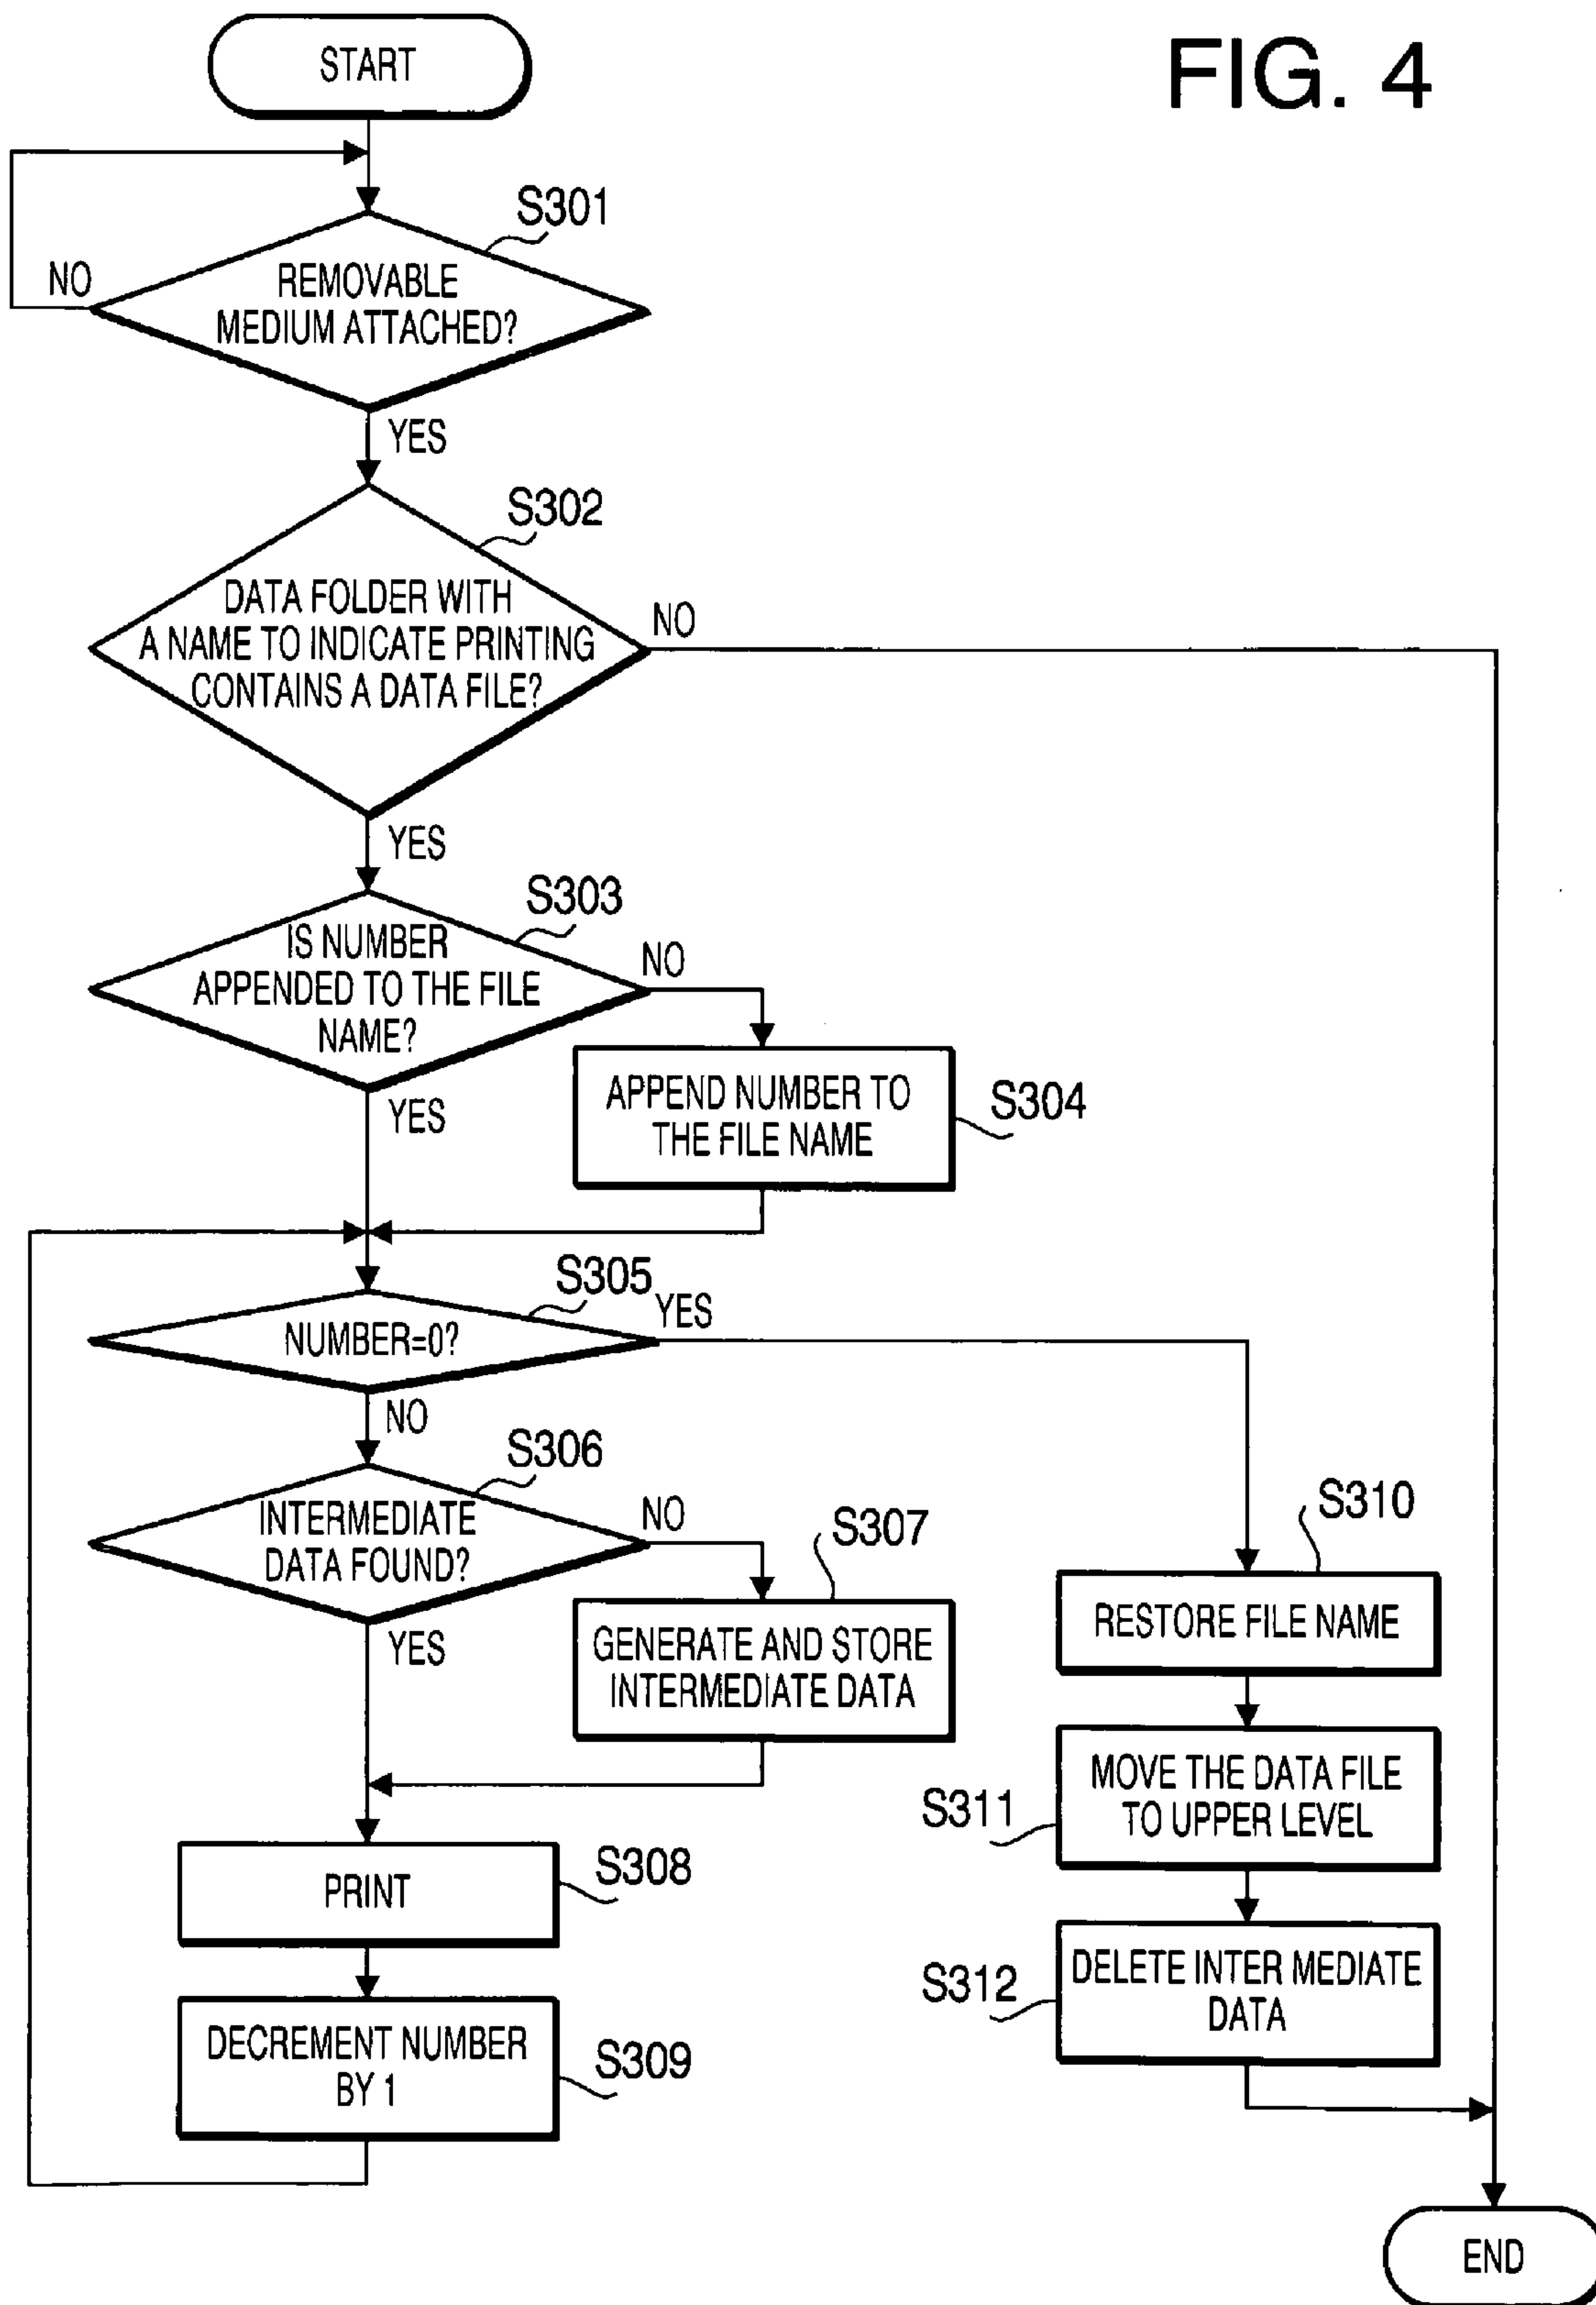 FIG. 4
START
S301
NO
REMOVABLE
MEDIUM ATTACHED?
YES
S302
DATA FOLDER WITH
A NAME TO INDICATE PRINTING
CONTAINS A DATA FILE?
NO
YES
S303
IS NUMBER
APPENDED TO THE FILE
NAME?
NO
YES
APPEND NUMBER TO
THE FILE NAME
S304
S305
NUMBER=0?
YES
NO
S306
INTERMEDIATE
DATA FOUND?
NO
YES
S307
GENERATE AND STORE
INTERMEDIATE DATA
PRINT
S308
DECREMENT NUMBER
BY 1
S309
S310
RESTORE FILE NAME
MOVE THE DATA FILE
TO UPPER LEVEL
S311
DELETE INTER MEDIATE
DATA
S312
END